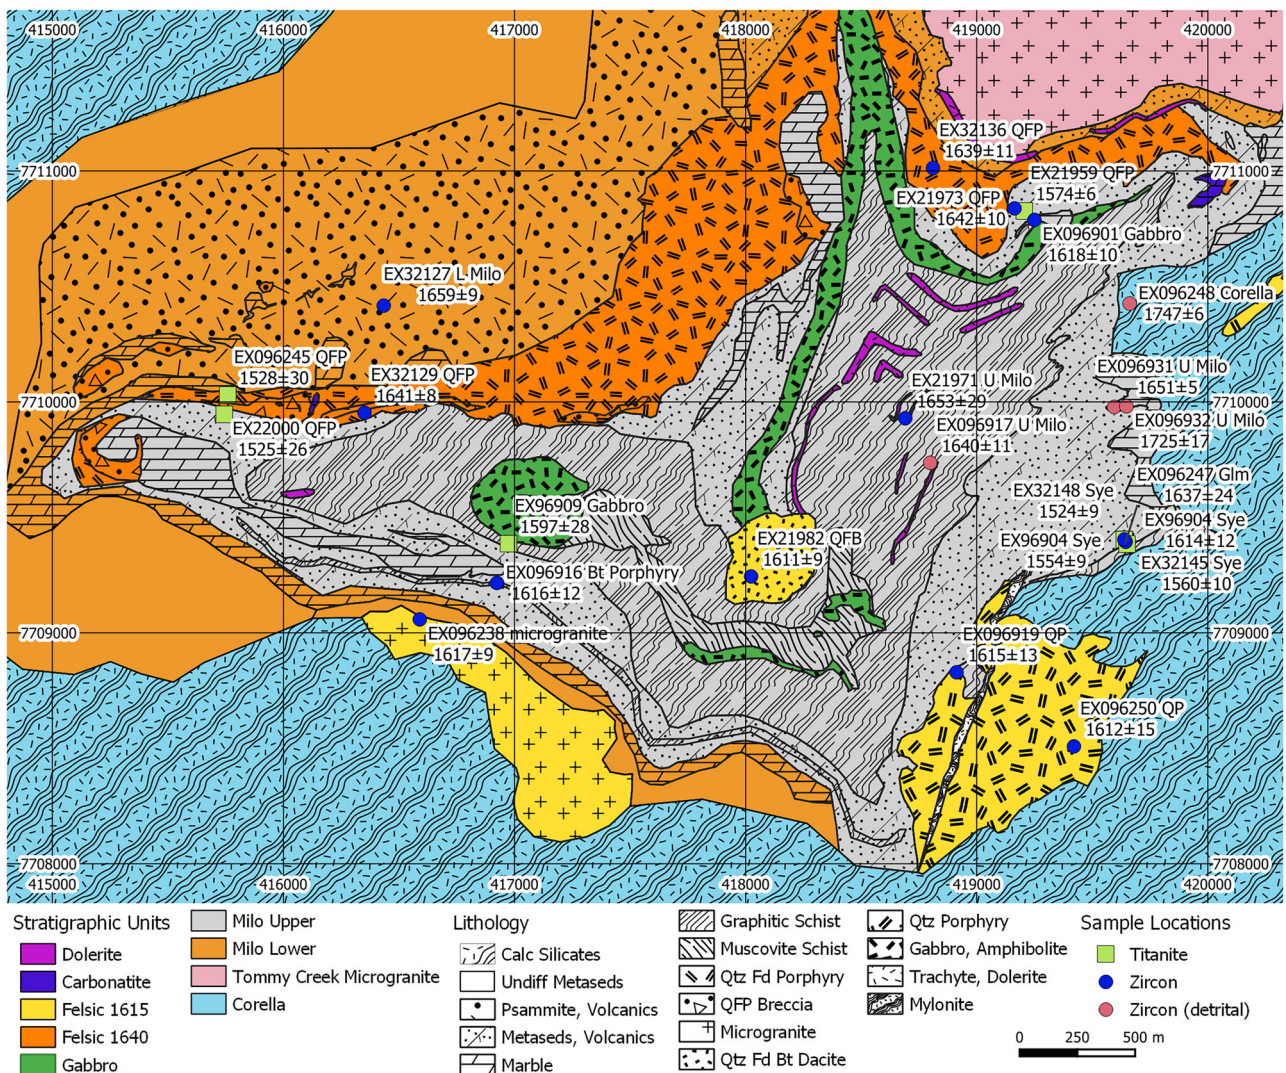 415000 416000 417000 418000 419000 420000
EX32136 QFP
1639±11
7711000
EX21959 QFP
1574±6
7711000
EX21973 QFP
1642±10
EX096901 Gabbro
1618±10
EX32127 L Milo
1659±9
EX096248 Corella
1747±6
EX096245 QFP
1528±30
EX32129 QFP
1641±8
EX096931 U Milo
1651±5
EX21971 U Milo
1653±29
7710000
7710000
EX096932 U Milo
1725±17
EX22000 QFP
1525±26
EX096917 U Milo
1640±11
EX096247 Glm
1637±24
EX32148 Sye
1524±9
EX96909 Gabbro
1597±28
EX96904 Sye
1554±9
EX096904 Sye
1614±12
EX21982 QFB
1611±9
EX32145 Sye
1560±10
EX096916 Bt Porphyry
1616±12
7709000
EX096238 microgranite
1617±9
EX096919 QP
1615±13
7709000
EX096250 QP
1612±15
7708000
7708000
415000 416000 417000 418000 419000 420000
Stratigraphic Units
Dolerite
Carbonatite
Felsic 1615
Felsic 1640
Gabbro
Milo Upper
Milo Lower
Tommy Creek Microgranite
Corella
Lithology
Calc Silicates
Undiff Metaseds
Psammite, Volcanics
Metaseds, Volcanics
Marble
Graphitic Schist
Muscovite Schist
Qtz Fd Porphyry
QFP Breccia
Microgranite
Qtz Fd Bt Dacite
Qtz Porphyry
Gabbro, Amphibolite
Trachyte, Dolerite
Mylonite
Sample Locations
Titanite
Zircon
Zircon (detrital)
0 250 500 m